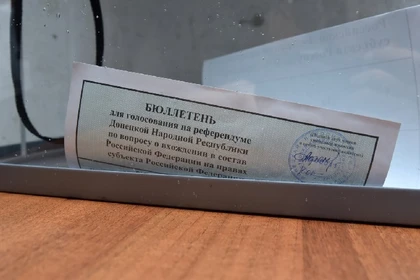 БЮЛЛЕТЕНЬ
для голосования на референдуме
Донецкой Народной Республики
по вопросу о вхождении в состав
Российской Федерации на правах
субъекта Российской Федерации